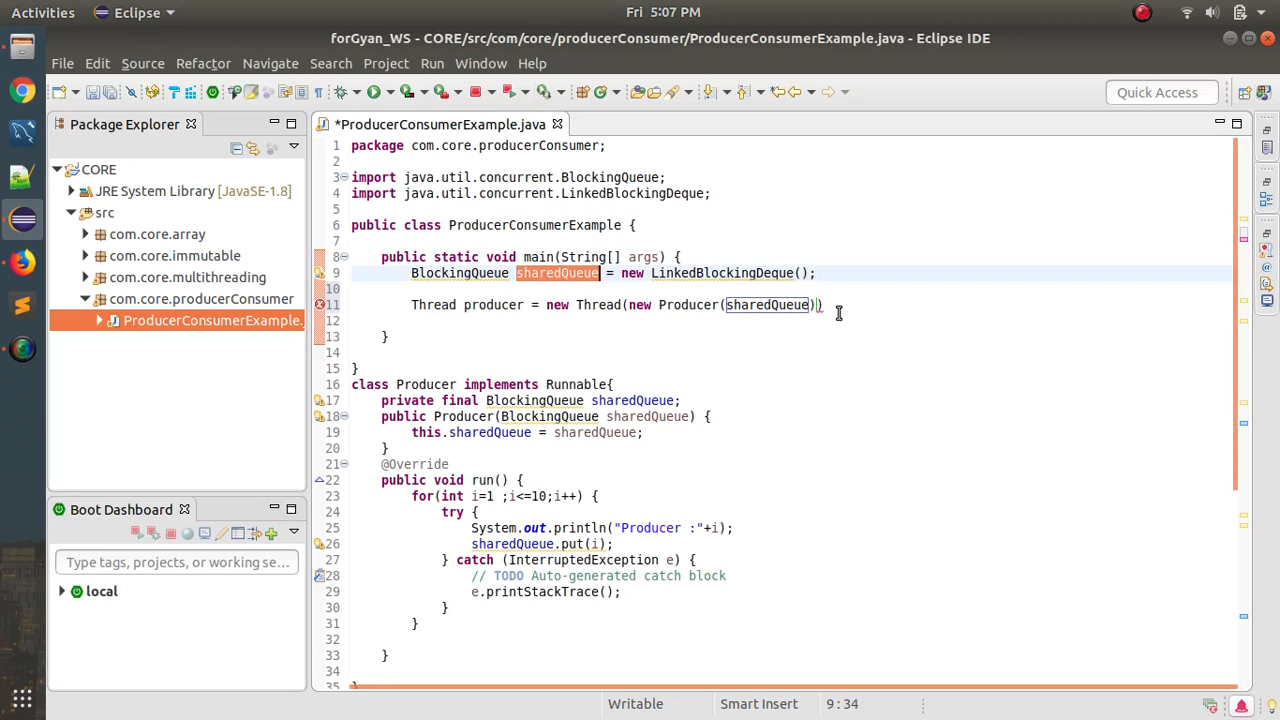 Activities
Eclipse
Fri 5:07 PM
forGyan_WS - CORE/src/com/core/producerConsumer/ProducerConsumerExample.java - Eclipse IDE
File Edit Source Refactor Navigate Search Project Run Window Help
Quick Access
Package Explorer
CORE
JRE System Library [JavaSE-1.8]
src
com.core.array
com.core.immutable
com.core.multithreading
com.core.producerConsumer
ProducerConsumerExample.
Boot Dashboard
Type tags, projects, or working se...
local
*ProducerConsumerExample.java
1 package com.core.producerConsumer;
2
3 import java.util.concurrent.BlockingQueue;
4 import java.util.concurrent.LinkedBlockingDeque;
5
6 public class ProducerConsumerExample {
7
8 public static void main(String[] args) {
9 BlockingQueue sharedQueue = new LinkedBlockingDeque();
10
11 Thread producer = new Thread(new Producer(sharedQueue))
12
13 }
14
15 }
16 class Producer implements Runnable{
17 private final BlockingQueue sharedQueue;
18 public Producer(BlockingQueue sharedQueue) {
19 this.sharedQueue = sharedQueue;
20 }
21 @Override
22 public void run() {
23 for(int i=1 ;i<=10;i++) {
24 try {
25 System.out.println("Producer :"+i);
26 sharedQueue.put(i);
27 } catch (InterruptedException e) {
28 // TODO Auto-generated catch block
29 e.printStackTrace();
30 }
31 }
32
33 }
34
35 }
Writable
Smart Insert
9 : 34